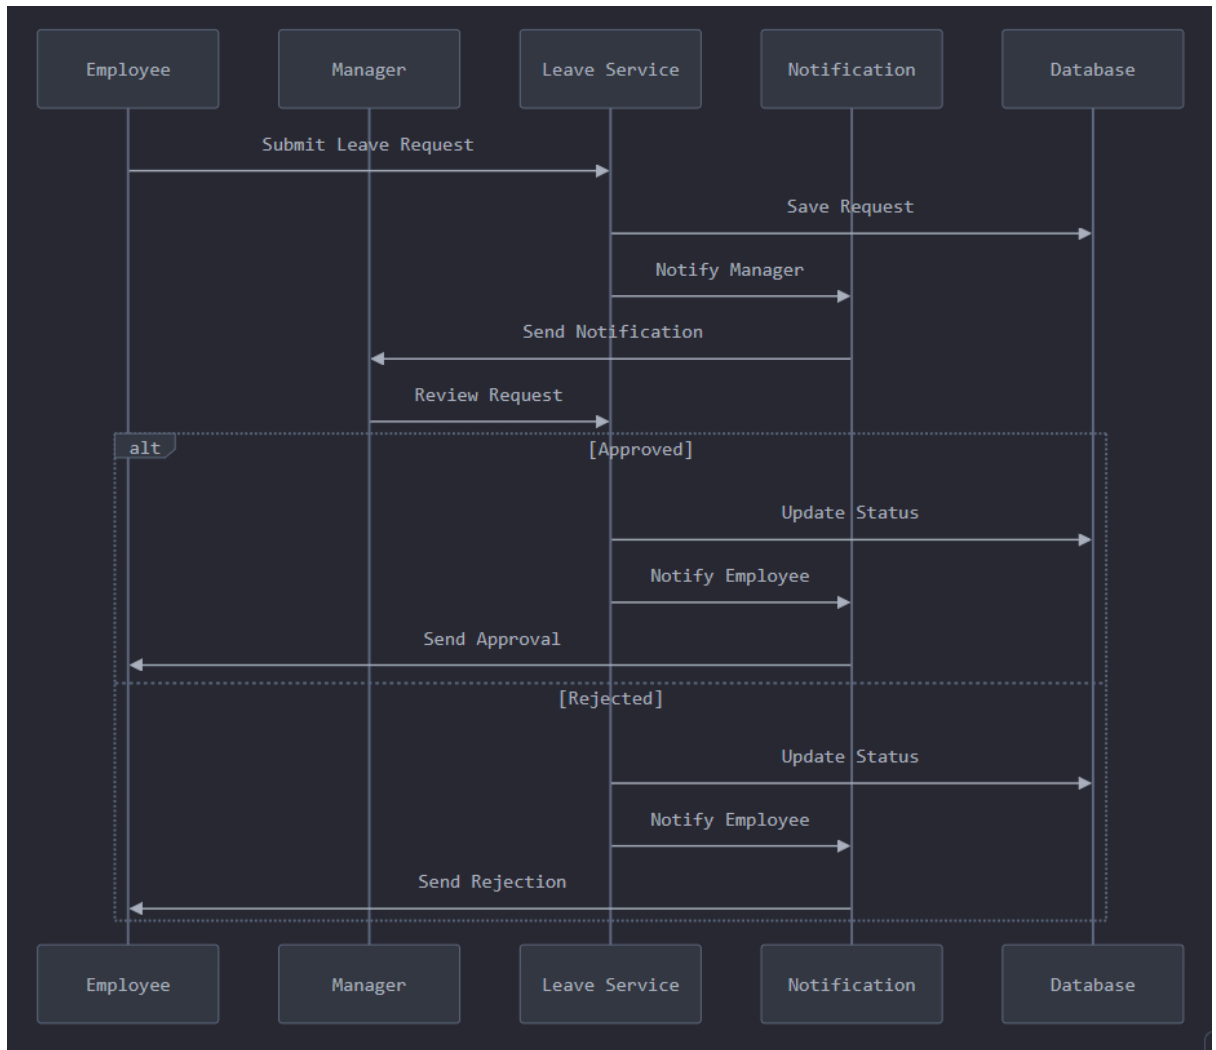 Employee
Manager
Leave Service
Notification
Database
Submit Leave Request
Save Request
Notify Manager
Send Notification
Review Request
alt
[Approved]
Update Status
Notify Employee
Send Approval
[Rejected]
Update Status
Notify Employee
Send Rejection
Employee
Manager
Leave Service
Notification
Database